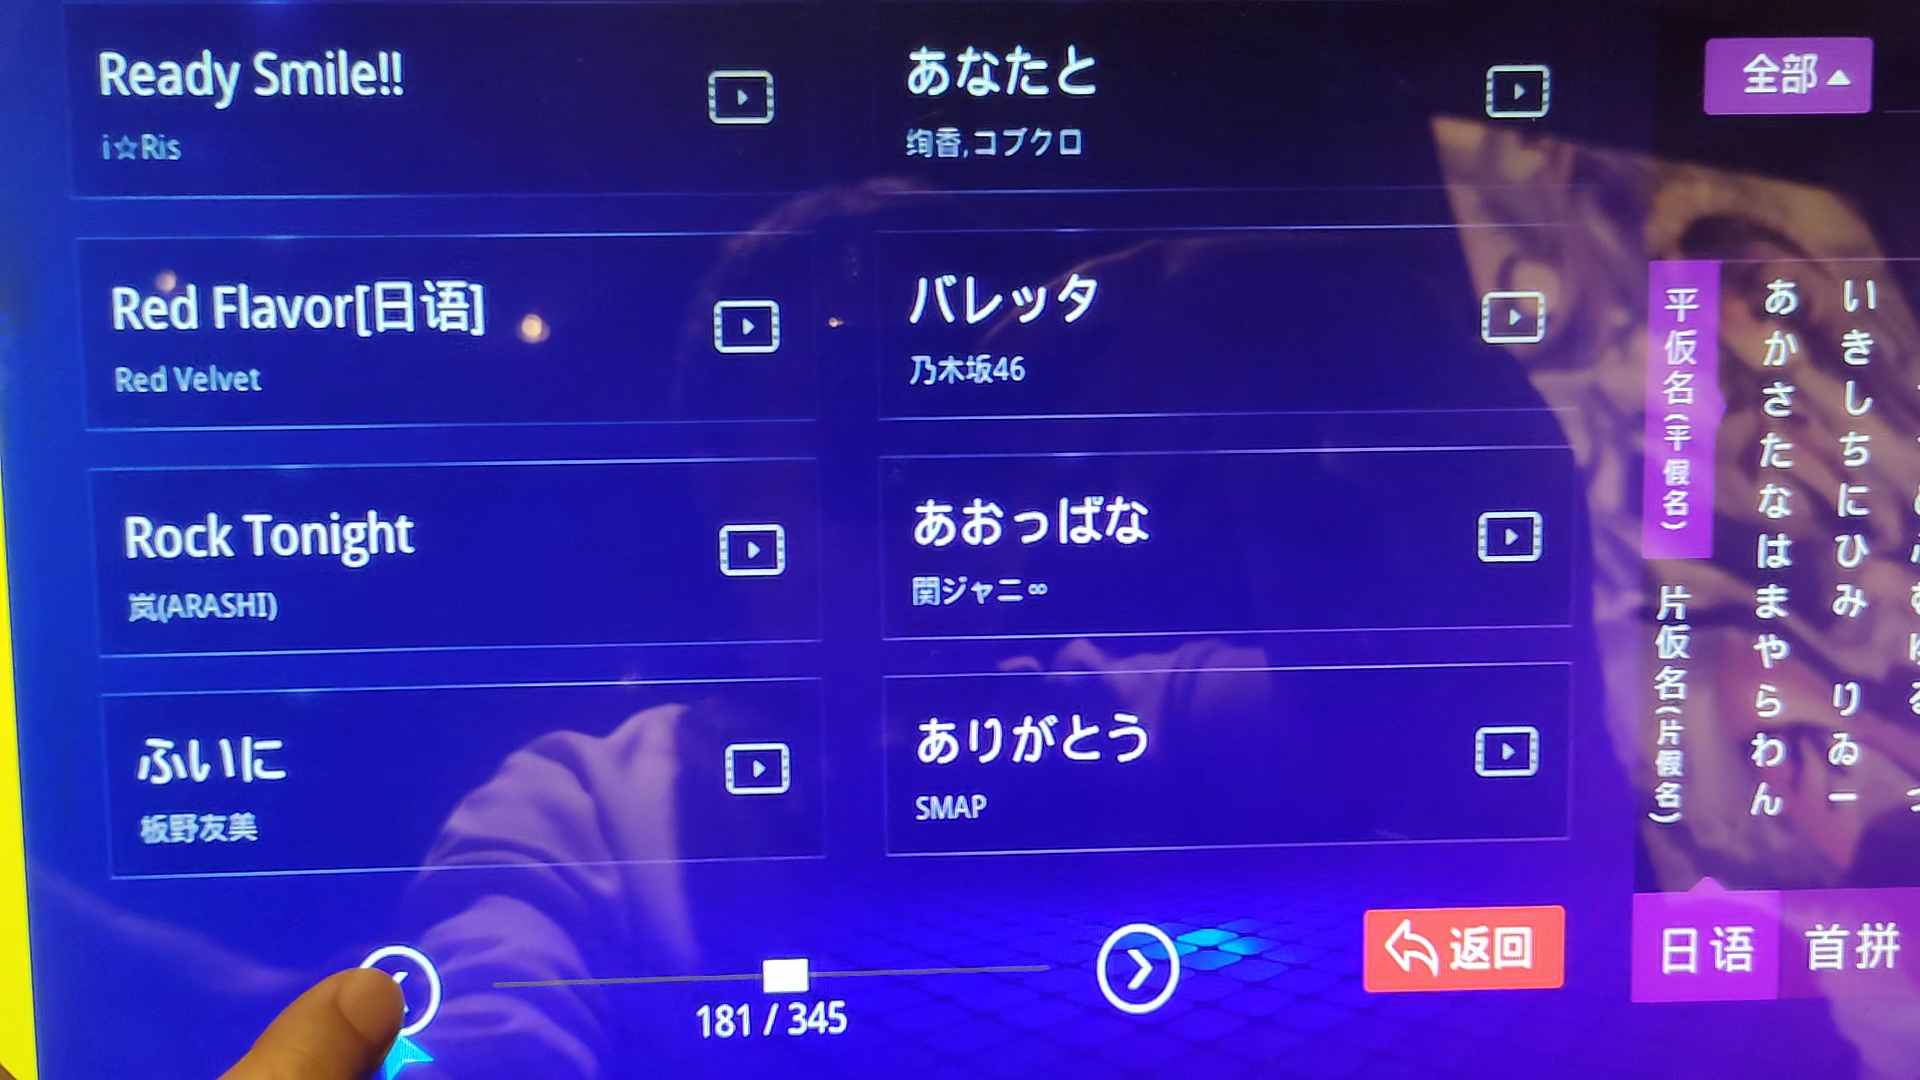 Ready Smile!!
i☆Ris
あなたと
绚香,コブクロ
Red Flavor[日语]
Red Velvet
バレッタ
乃木坂46
Rock Tonight
岚(ARASHI)
あおっぱな
関ジャニ∞
ふいに
板野友美
ありがとう
SMAP
181 / 345
返回
全部
平仮名(平假名)
片仮名(片假名)
あかさたなはまやらわん
いきしちにひみ りゐー
日语
首拼